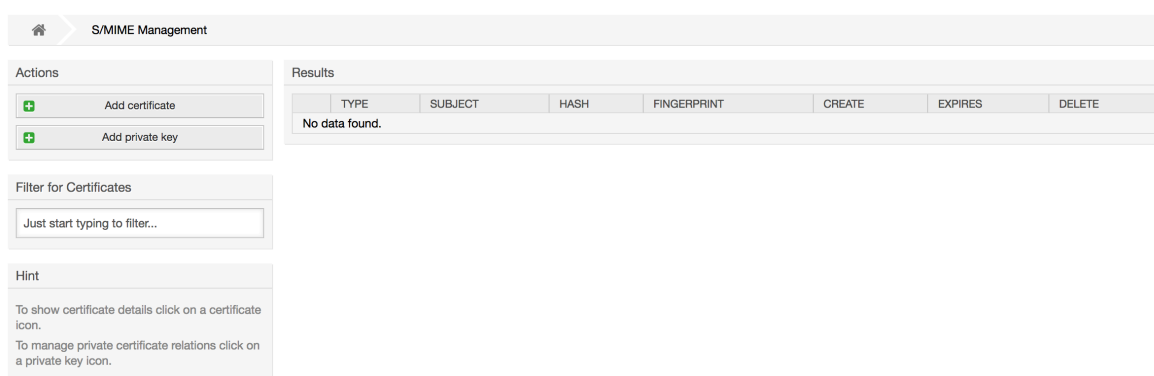 S/MIME Management
Actions
Add certificate
Add private key
Filter for Certificates
Just start typing to filter...
Hint
To show certificate details click on a certificate
icon.
To manage private certificate relations click on
a private key icon.
Results
TYPE SUBJECT HASH FINGERPRINT CREATE EXPIRES DELETE
No data found.